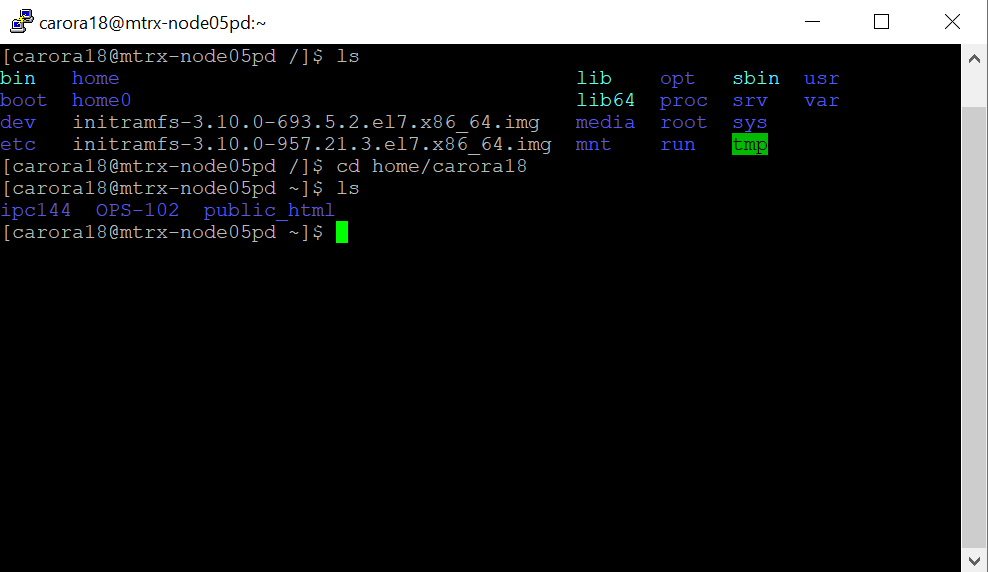 carora18@mtrx-node05pd:~
[carora18@mtrx-node05pd /]$ ls
bin   home                                      lib    opt   sbin  usr
boot  home0                                     lib64  proc  srv   var
dev   initramfs-3.10.0-693.5.2.el7.x86_64.img   media  root  sys
etc   initramfs-3.10.0-957.21.3.el7.x86_64.img  mnt    run   tmp
[carora18@mtrx-node05pd /]$ cd home/carora18
[carora18@mtrx-node05pd ~]$ ls
ipc144  OPS-102  public_html
[carora18@mtrx-node05pd ~]$